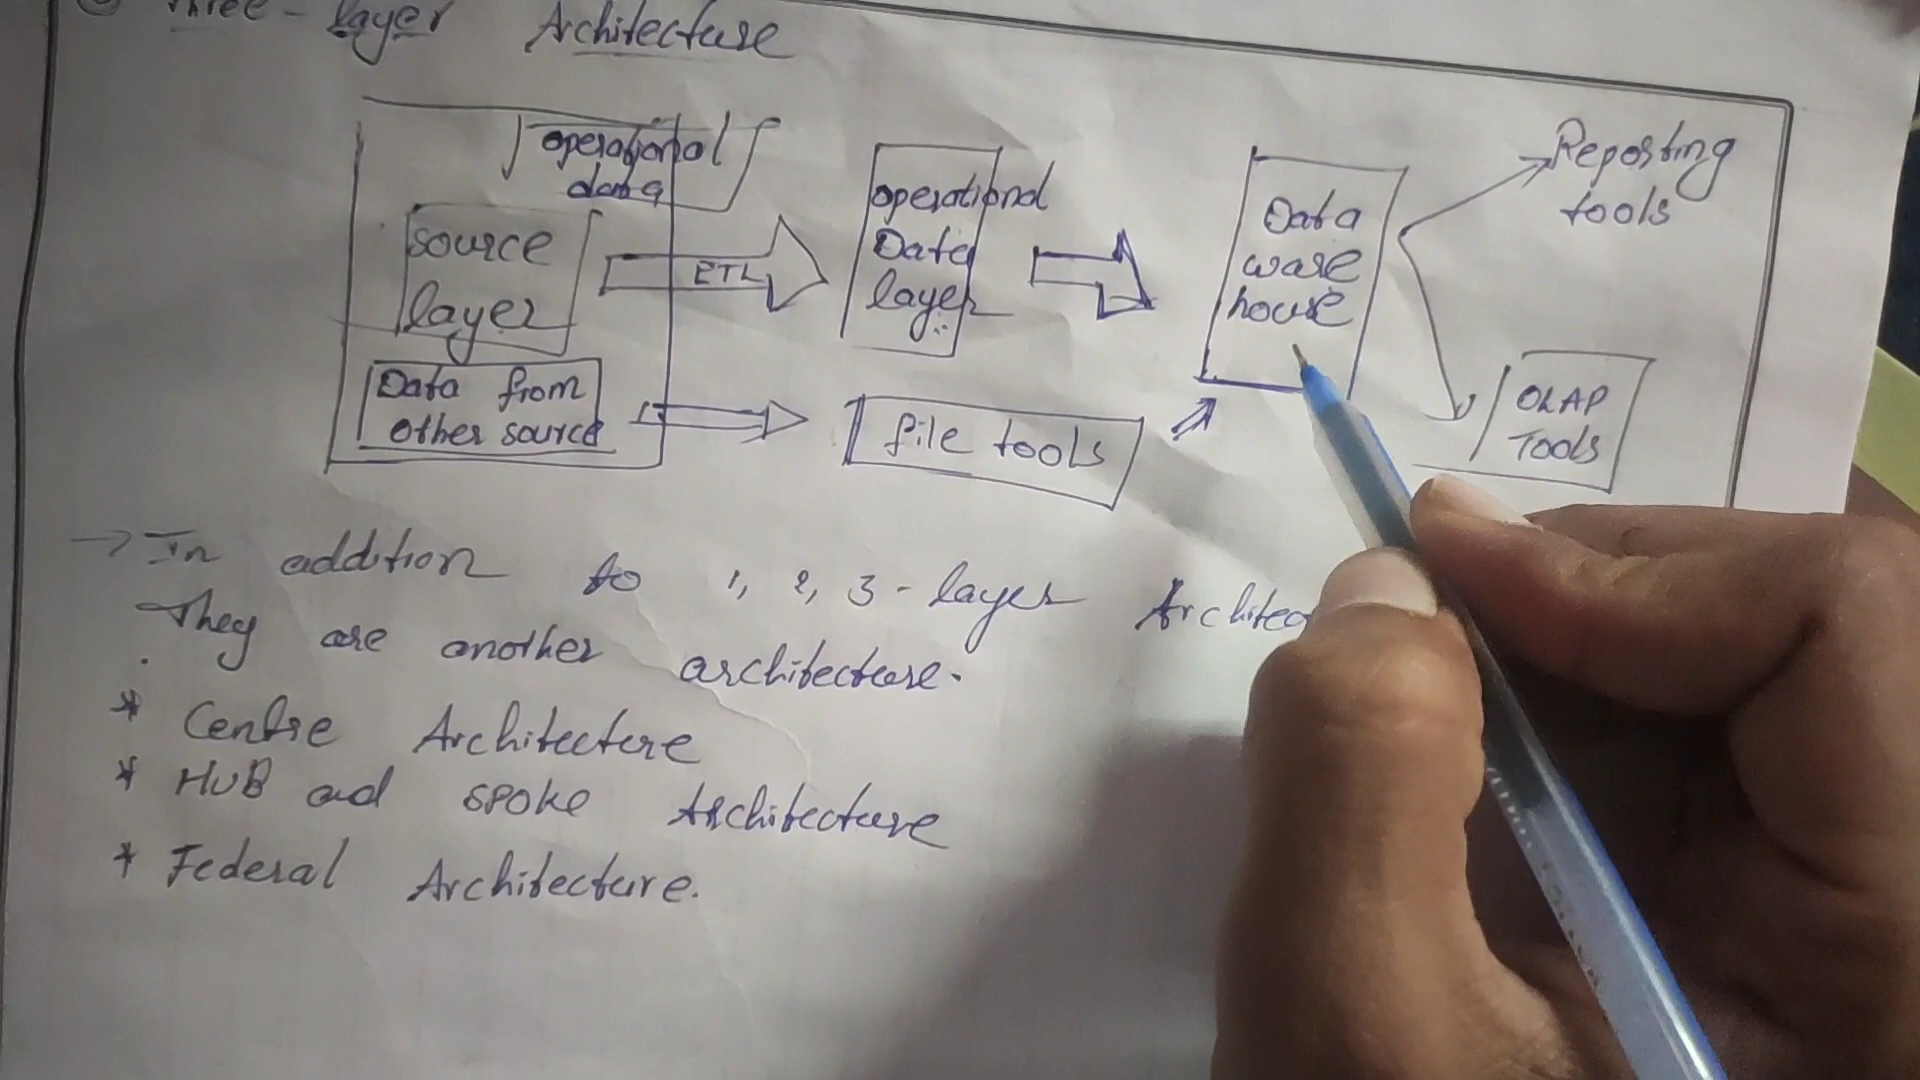 Three - layer Architecture
operational
data
source
layer
ETL
operational
Data
layer
Data
ware
house
Reporting
tools
OLAP
Tools
Data from
other source
file tools
→ In addition to 1, 2, 3 - layer Architec
They are another architecture.
* Centre Architecture
* HUB and spoke Architecture
* Federal Architecture.